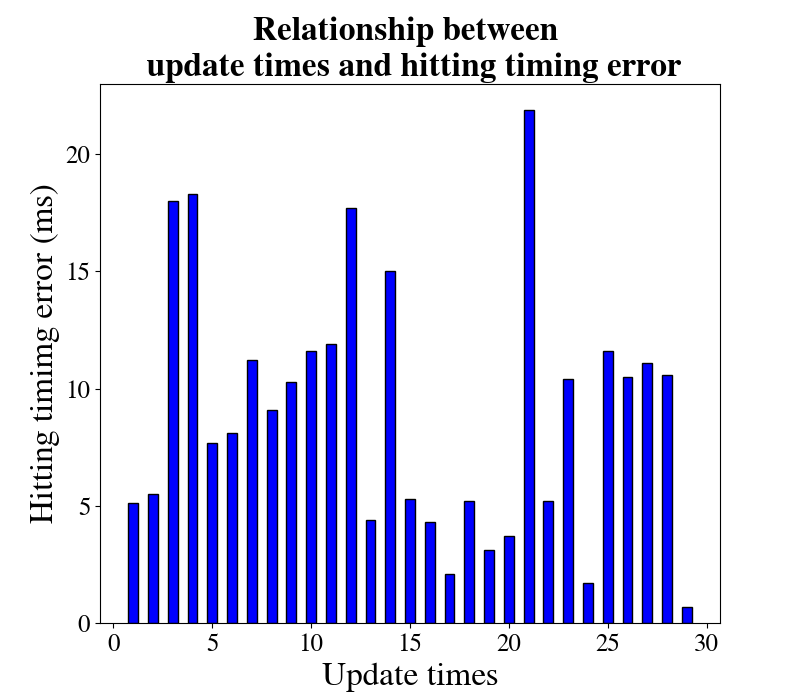 Relationship between
update times and hitting timing error
Hitting timimg error (ms)
20
15
10
5
0
0 5 10 15 20 25 30
Update times